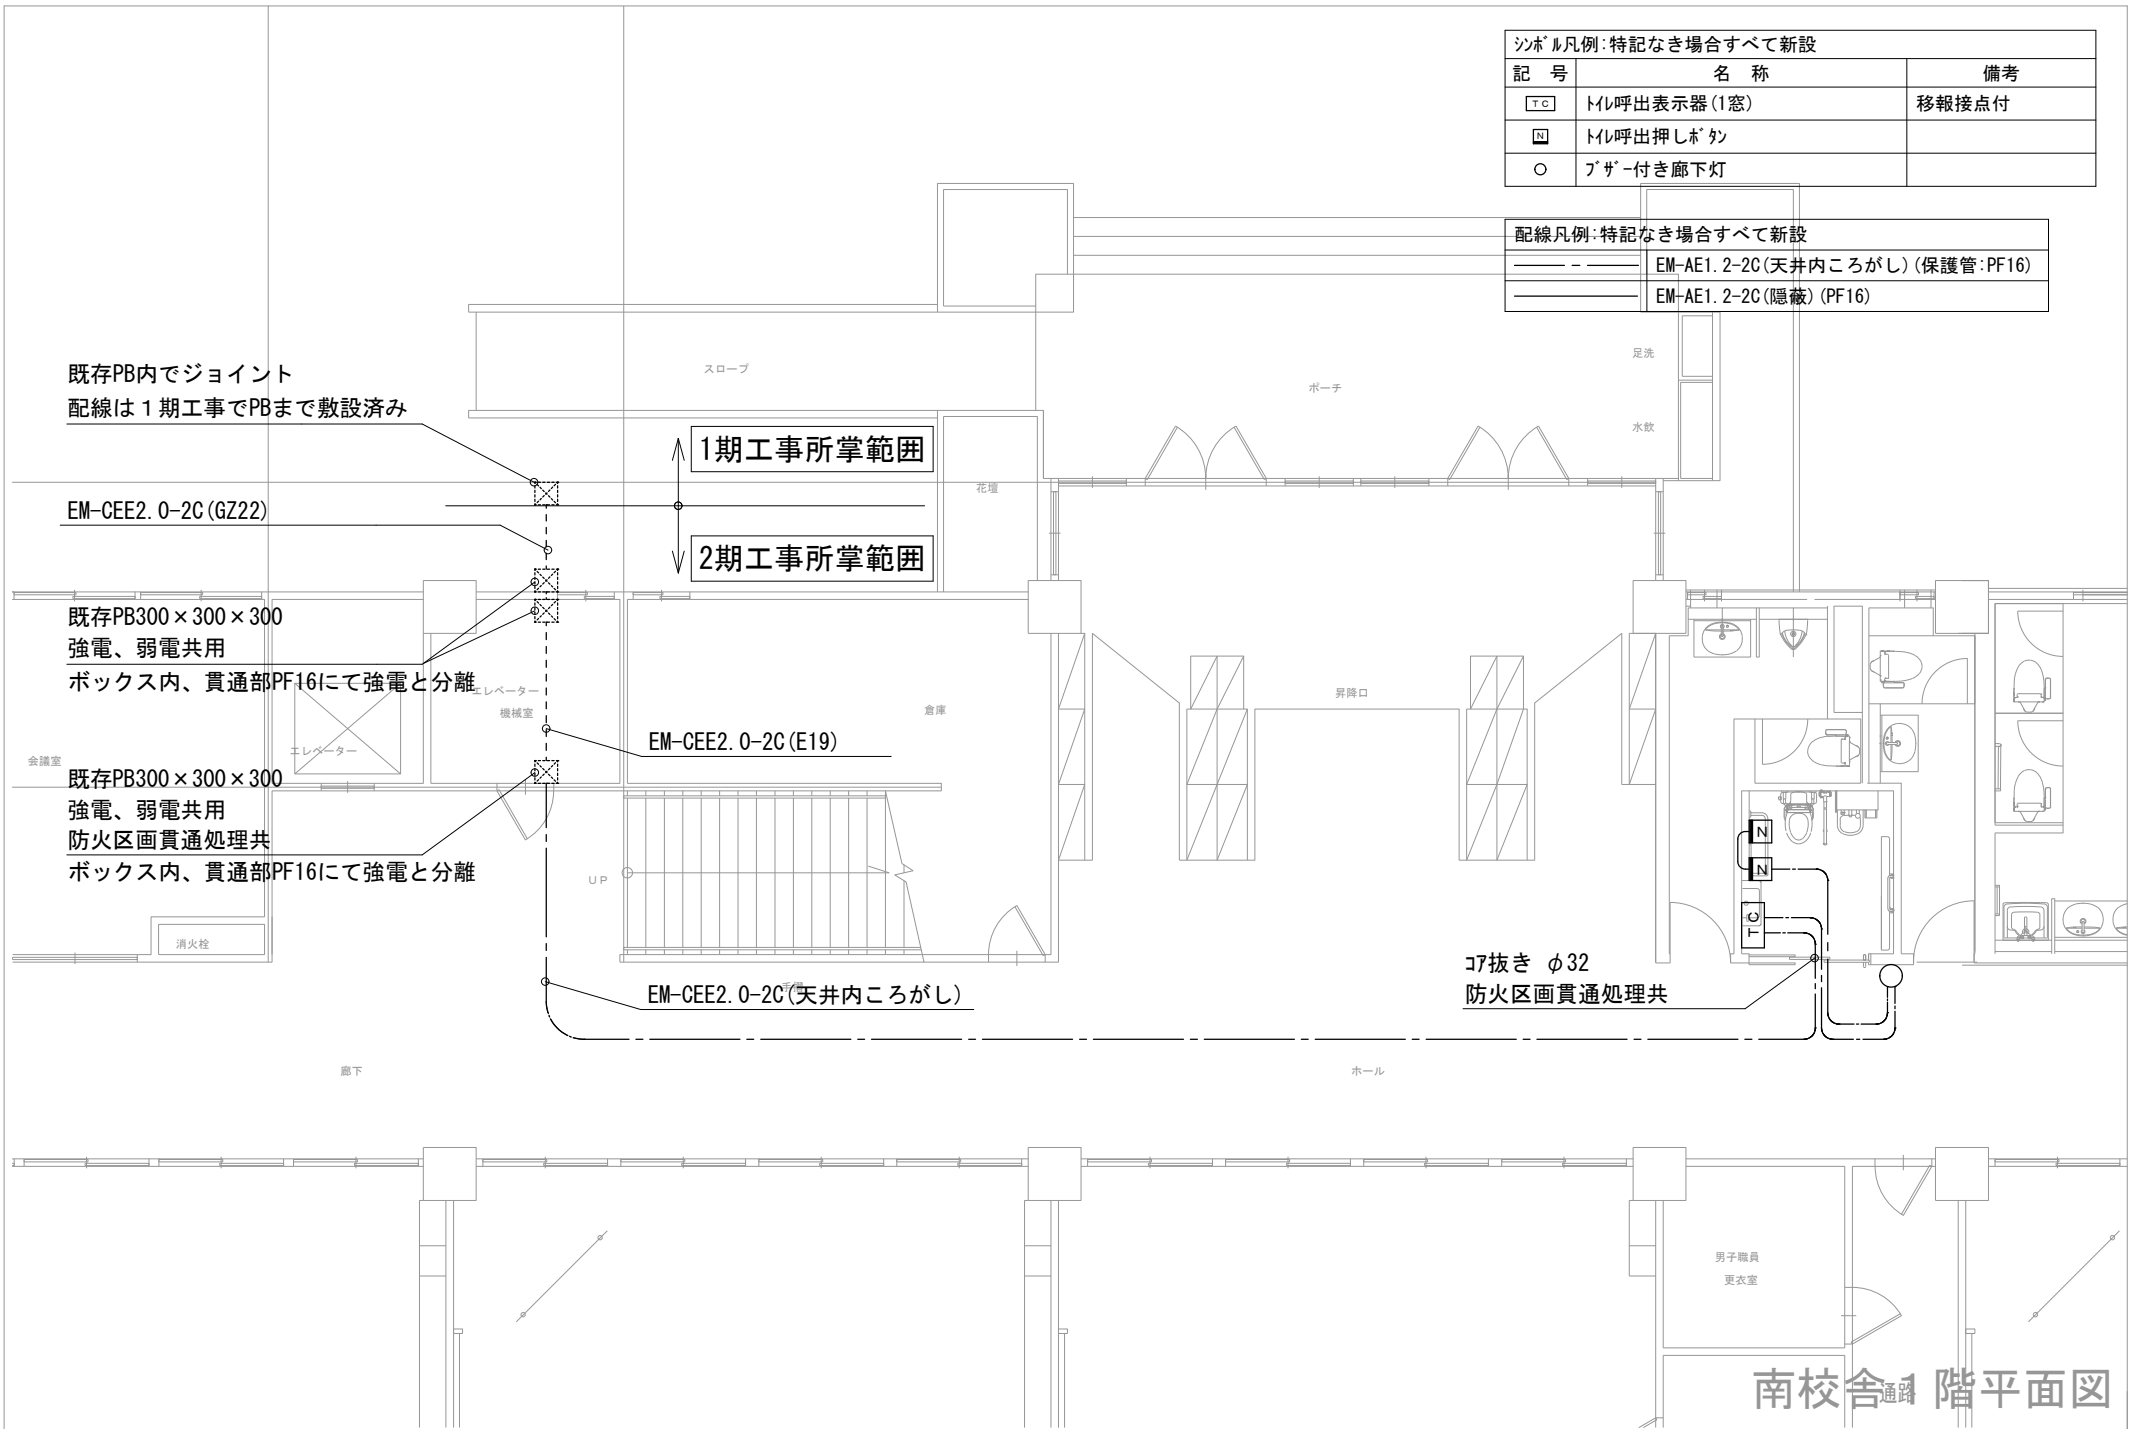 ｼﾝﾎﾞﾙ凡例:特記なき場合すべて新設
記 号 名 称 備考
TC ﾄｲﾚ呼出表示器(1窓) 移報接点付
N ﾄｲﾚ呼出押しﾎﾞﾀﾝ
ﾌﾞｻﾞｰ付き廊下灯
配線凡例:特記なき場合すべて新設
EM-AE1.2-2C(天井内ころがし)(保護管:PF16)
EM-AE1.2-2C(隠蔽)(PF16)
既存PB内でジョイント
配線は１期工事でPBまで敷設済み
スロープ
ポーチ
足洗
水飲
1期工事所掌範囲
花壇
EM-CEE2.0-2C(GZ22)
2期工事所掌範囲
既存PB300×300×300
強電、弱電共用
ボックス内、貫通部PF16にて強電と分離
エレベーター
機械室
倉庫
昇降口
EM-CEE2.0-2C(E19)
エレベーター
会議室
既存PB300×300×300
強電、弱電共用
防火区画貫通処理共
ボックス内、貫通部PF16にて強電と分離
UP
N
N
TC
消火栓
ｺｱ抜き φ32
防火区画貫通処理共
EM-CEE2.0-2C(天井内ころがし)
廊下
ホール
男子職員
更衣室
通路
南校舎１階平面図